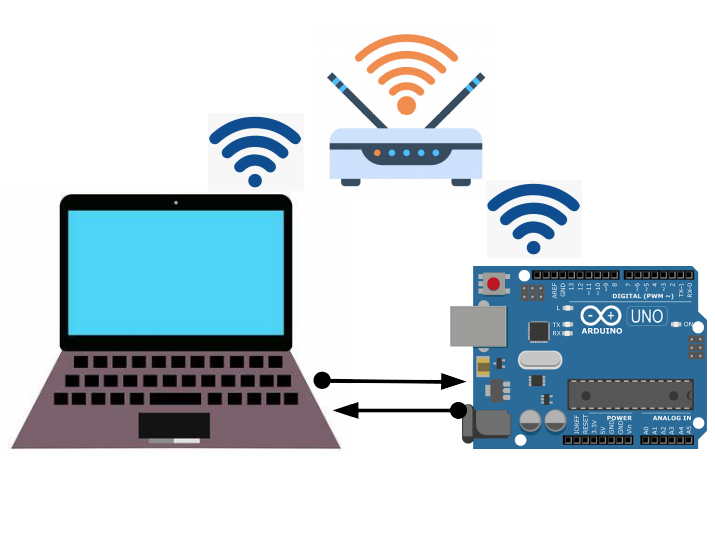 AREF
GND
13
12
~11
~10
~9
8
7
~6
~5
4
~3
2
TX→1
RX←0
DIGITAL (PWM ~)
L
TX
RX
- +
UNO
ON
ARDUINO
POWER
ANALOG IN
IOREF
RESET
3.3V
5V
GND
GND
Vin
A0
A1
A2
A3
A4
A5